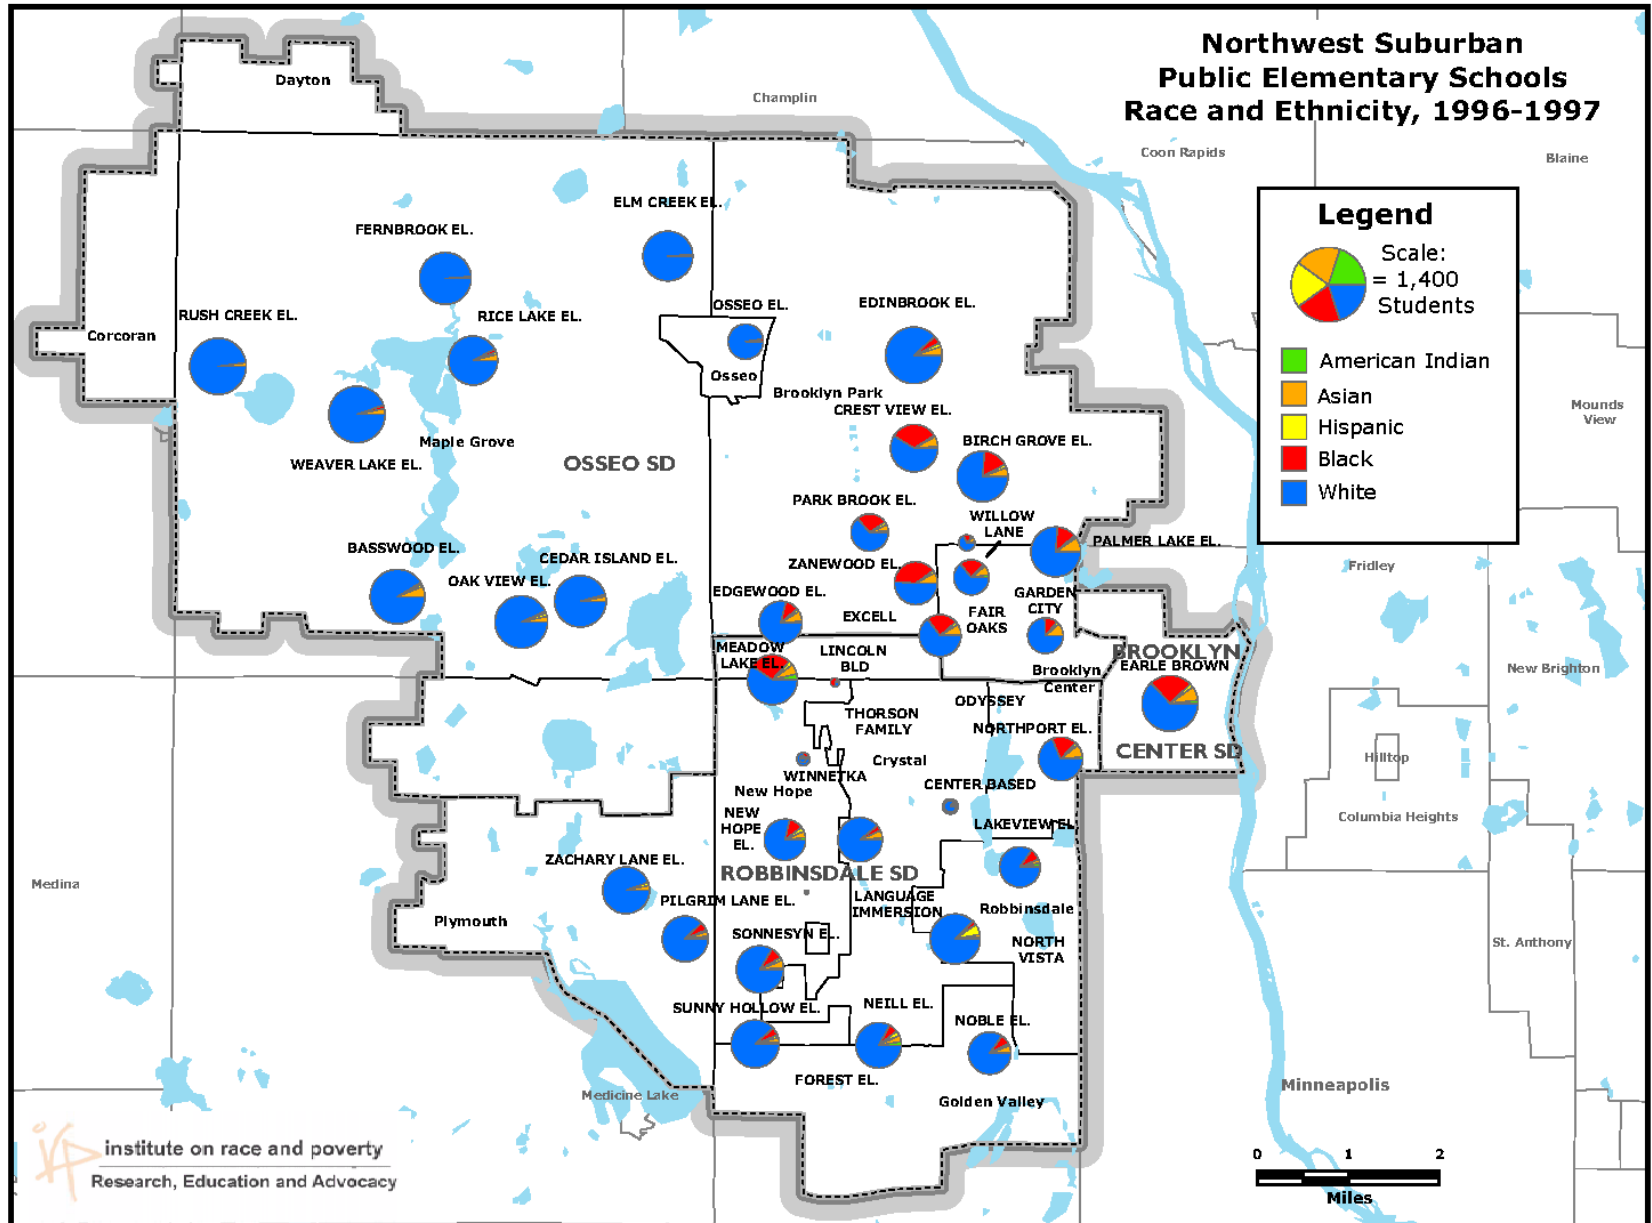 Northwest Suburban
Public Elementary Schools
Race and Ethnicity, 1996-1997
Dayton
Champlin
Coon Rapids
Blaine
Legend
Scale:
= 1,400
Students
American Indian
Asian
Hispanic
Black
White
ELM CREEK EL.
FERNBROOK EL.
RUSH CREEK EL.
RICE LAKE EL.
OSSEO EL.
EDINBROOK EL.
Corcoran
Osseo
Brooklyn Park
CREST VIEW EL.
Mounds
View
Maple Grove
BIRCH GROVE EL.
WEAVER LAKE EL.
OSSEO SD
PARK BROOK EL.
WILLOW
LANE
PALMER LAKE EL.
BASSWOOD EL.
CEDAR ISLAND EL.
OAK VIEW EL.
ZANEWOOD EL.
Fridley
EDGEWOOD EL.
GARDEN
CITY
EXCELL
FAIR
OAKS
MEADOW
LAKE EL.
LINCOLN
BLD
BROOKLYN
EARLE BROWN
Brooklyn
Center
New Brighton
ODYSSEY
THORSON
FAMILY
NORTHPORT EL.
CENTER SD
Crystal
Hilltop
WINNETKA
New Hope
CENTER BASED
NEW
HOPE
EL.
LAKEVIEW EL.
Columbia Heights
ZACHARY LANE EL.
ROBBINSDALE SD
Medina
PILGRIM LANE EL.
LANGUAGE
IMMERSION
Robbinsdale
Plymouth
SONNESYN EL.
NORTH
VISTA
St. Anthony
SUNNY HOLLOW EL.
NEILL EL.
NOBLE EL.
FOREST EL.
Medicine Lake
Golden Valley
Minneapolis
institute on race and poverty
Research, Education and Advocacy
0 1 2
Miles